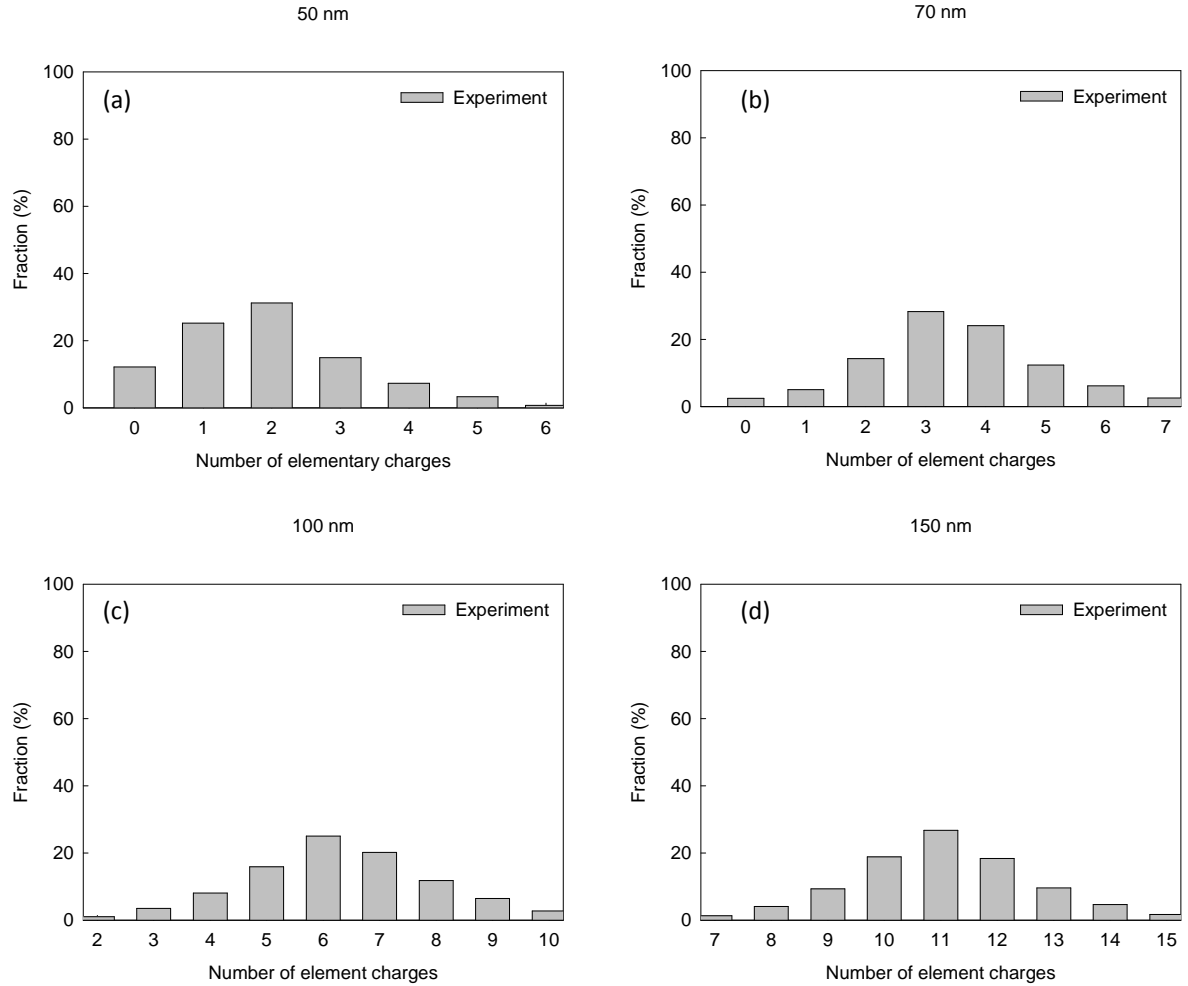 50 nm
70 nm
100
80
60
40
20
0
Fraction (%)
(a)
Experiment
0 1 2 3 4 5 6
Number of elementary charges
100
80
60
40
20
0
Fraction (%)
(b)
Experiment
0 1 2 3 4 5 6 7
Number of element charges
100 nm
150 nm
100
80
60
40
20
0
Fraction (%)
(c)
Experiment
2 3 4 5 6 7 8 9 10
Number of element charges
100
80
60
40
20
0
Fraction (%)
(d)
Experiment
7 8 9 10 11 12 13 14 15
Number of element charges